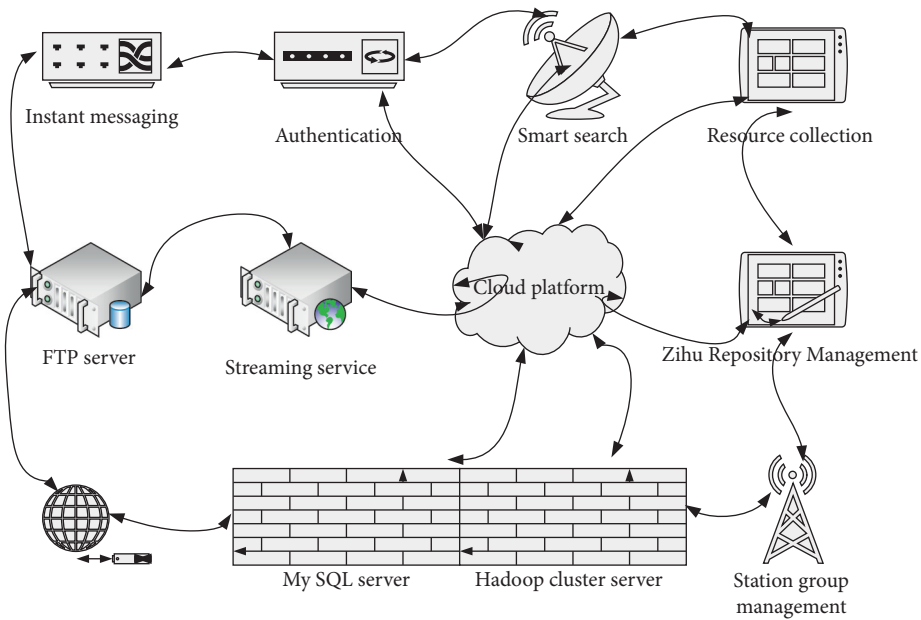 Instant messaging
Authentication
Smart search
Resource collection
Cloud platform
FTP server
Streaming service
Zihu Repository Management
My SQL server
Hadoop cluster server
Station group
management